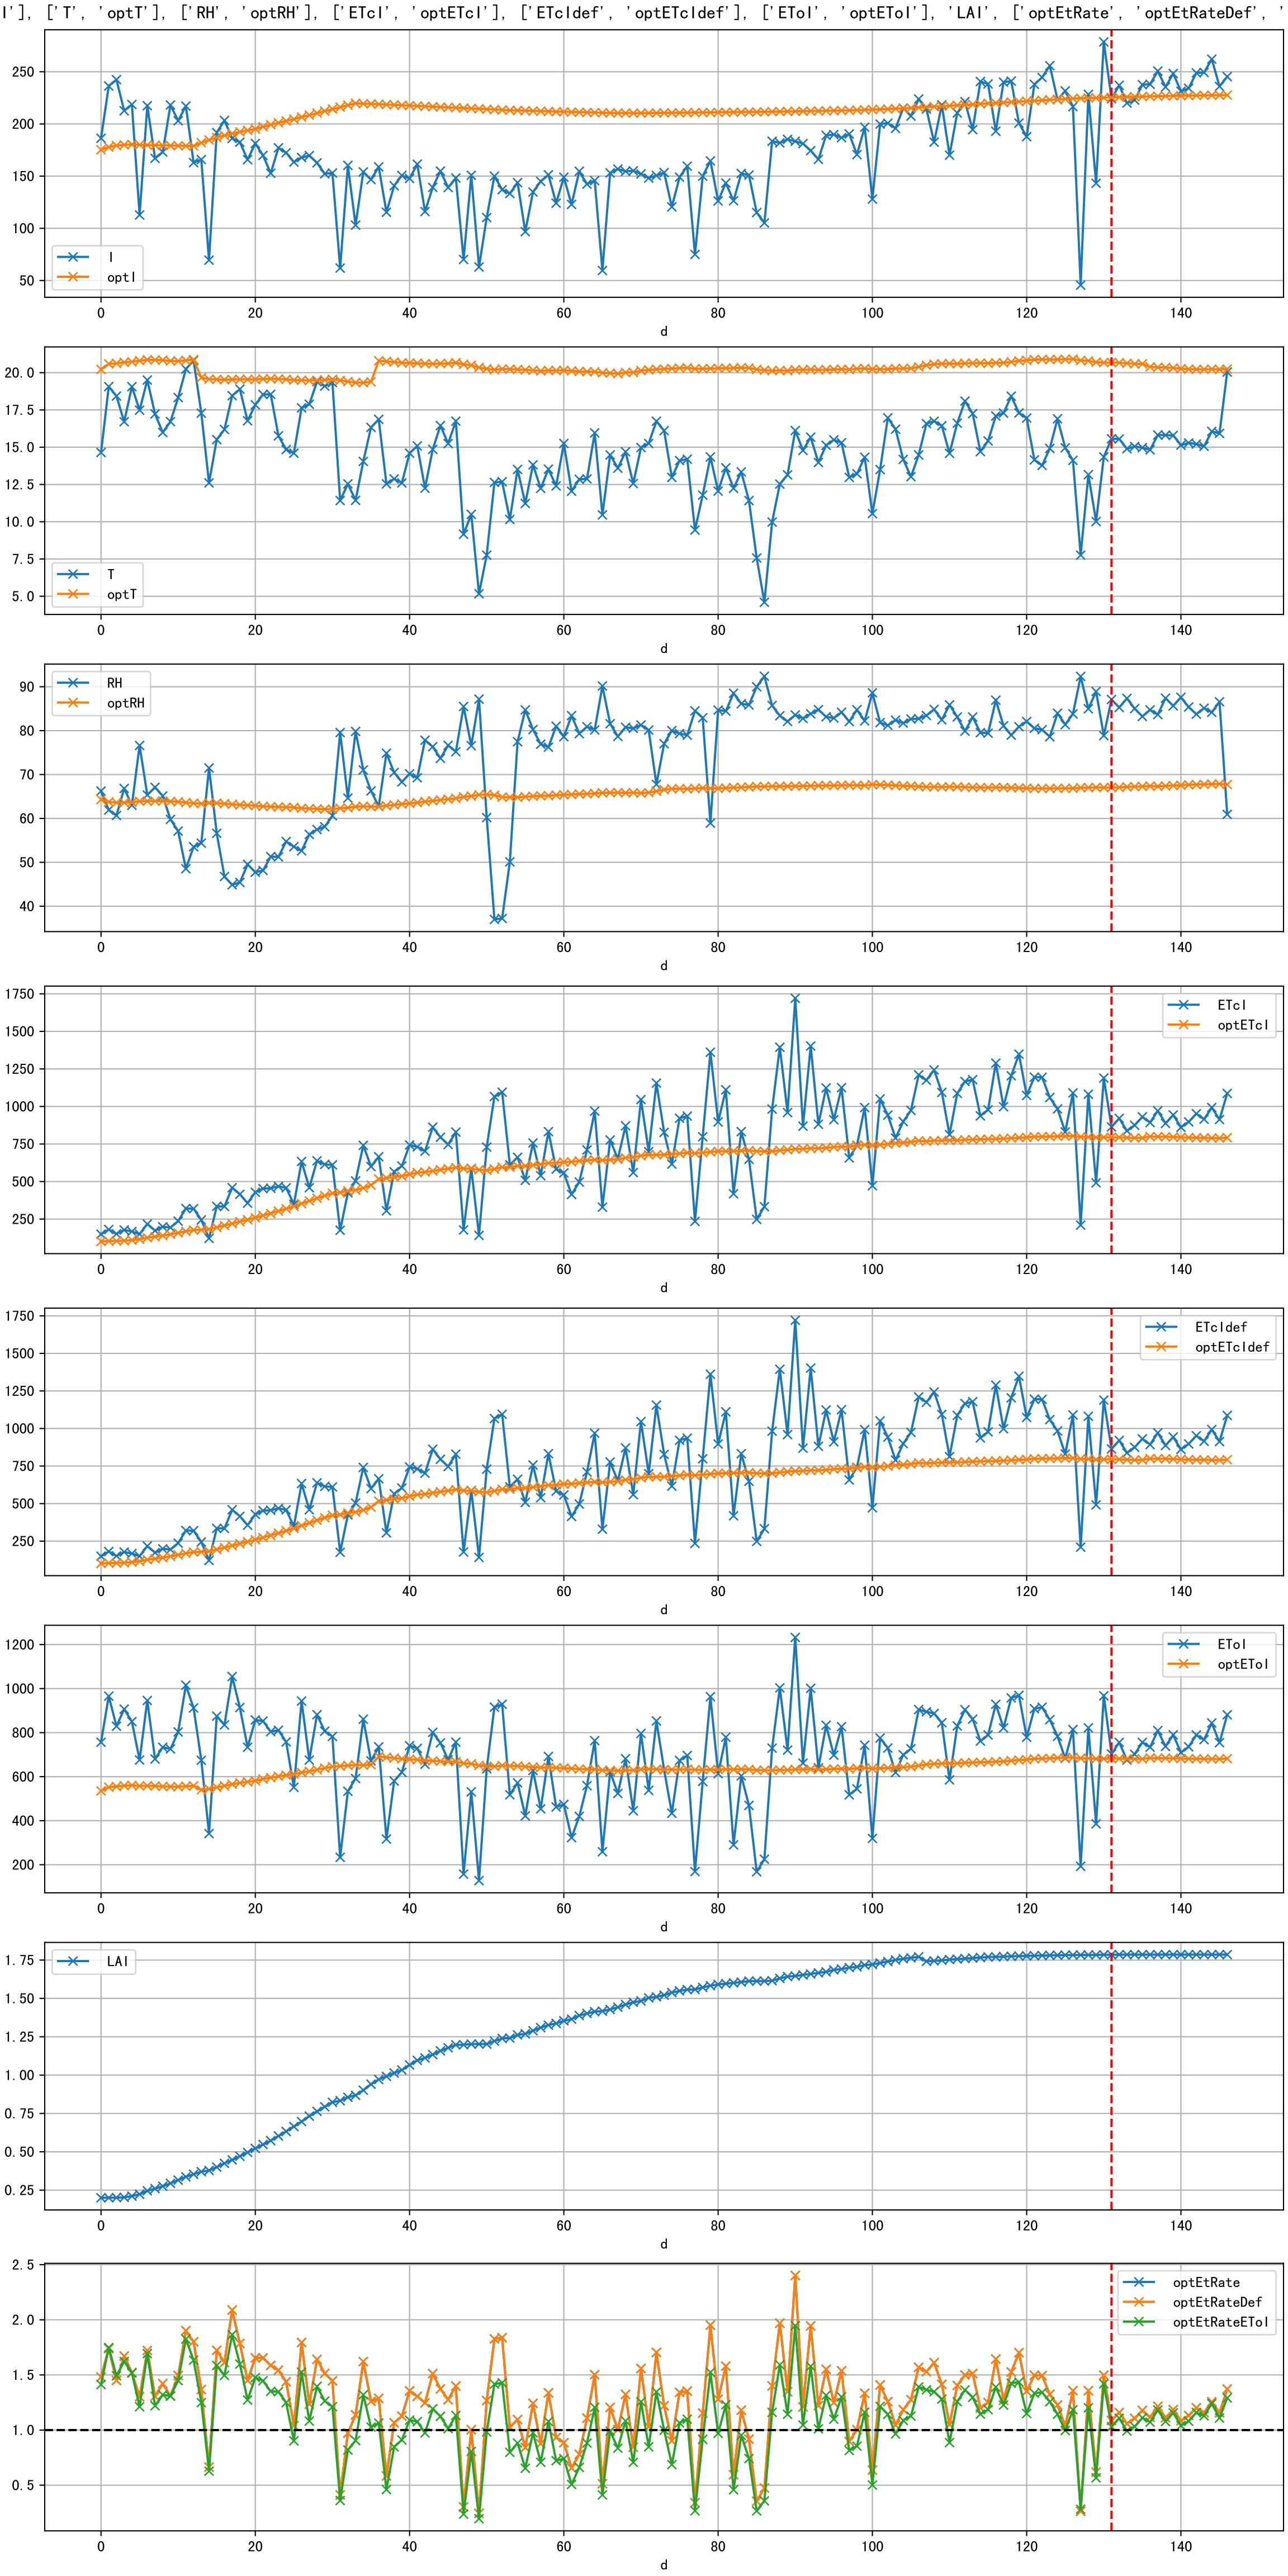 I'], ['T', 'optT'], ['RH', 'optRH'], ['ETcI', 'optETcI'], ['ETcIdef', 'optETcIdef'], ['EToI', 'optEToI'], 'LAI', ['optEtRate', 'optEtRateDef', '
250
200
150
100
50
I
optI
0 20 40 60 80 100 120 140
d
20.0
17.5
15.0
12.5
10.0
7.5
5.0
T
optT
0 20 40 60 80 100 120 140
d
90
80
70
60
50
40
RH
optRH
0 20 40 60 80 100 120 140
d
1750
1500
1250
1000
750
500
250
ETcI
optETcI
0 20 40 60 80 100 120 140
d
1750
1500
1250
1000
750
500
250
ETcIdef
optETcIdef
0 20 40 60 80 100 120 140
d
1200
1000
800
600
400
200
EToI
optEToI
0 20 40 60 80 100 120 140
d
1.75
1.50
1.25
1.00
0.75
0.50
0.25
LAI
0 20 40 60 80 100 120 140
d
2.5
2.0
1.5
1.0
0.5
optEtRate
optEtRateDef
optEtRateEToI
0 20 40 60 80 100 120 140
d